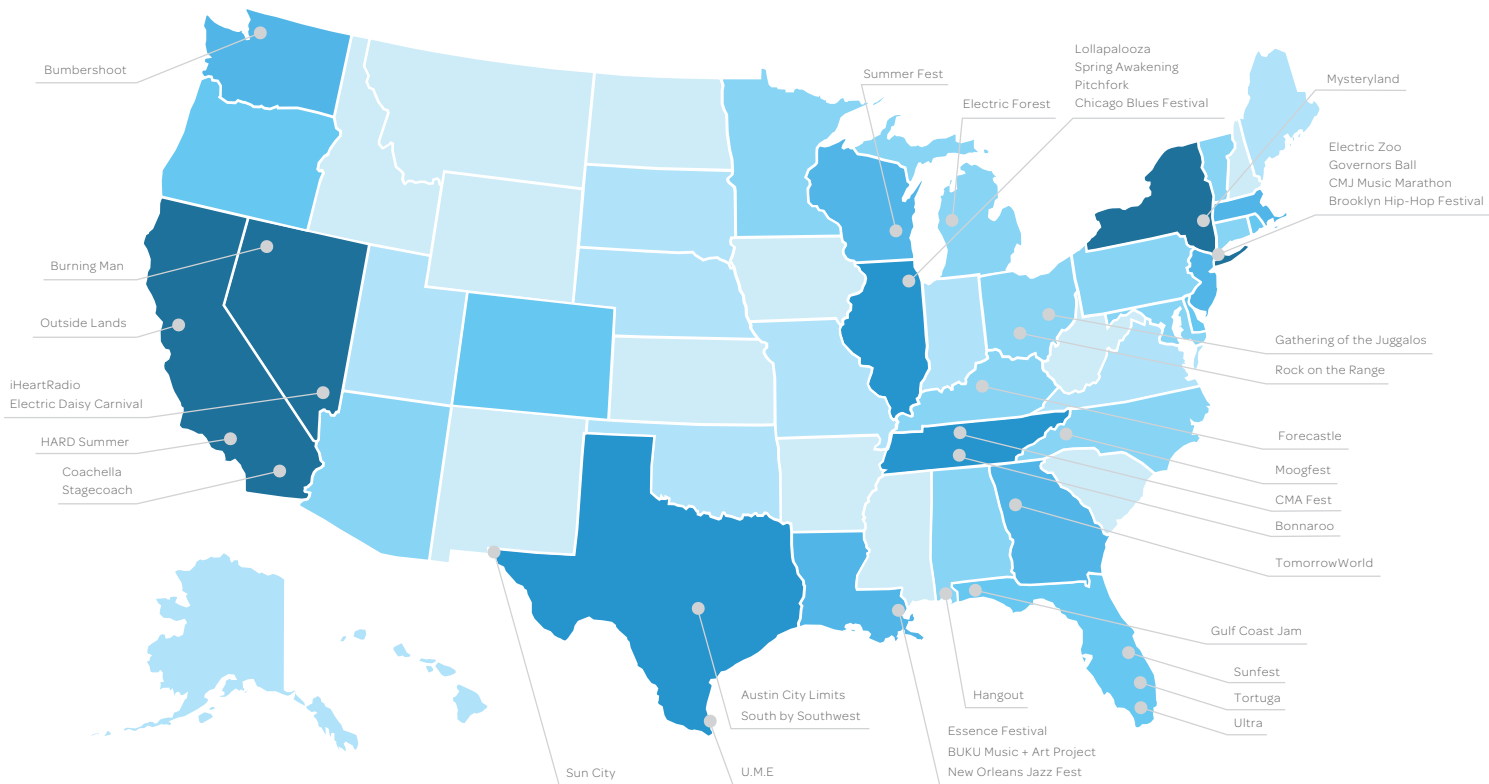 Bumbershoot
Burning Man
Outside Lands
iHeartRadio
Electric Daisy Carnival
HARD Summer
Coachella
Stagecoach
Summer Fest
Electric Forest
Lollapalooza
Spring Awakening
Pitchfork
Chicago Blues Festival
Mysteryland
Electric Zoo
Governors Ball
CMJ Music Marathon
Brooklyn Hip-Hop Festival
Gathering of the Juggalos
Rock on the Range
Forecastle
Moogfest
CMA Fest
Bonnaroo
TomorrowWorld
Gulf Coast Jam
Sunfest
Tortuga
Ultra
Hangout
Essence Festival
BUKU Music + Art Project
New Orleans Jazz Fest
Austin City Limits
South by Southwest
U.M.E
Sun City